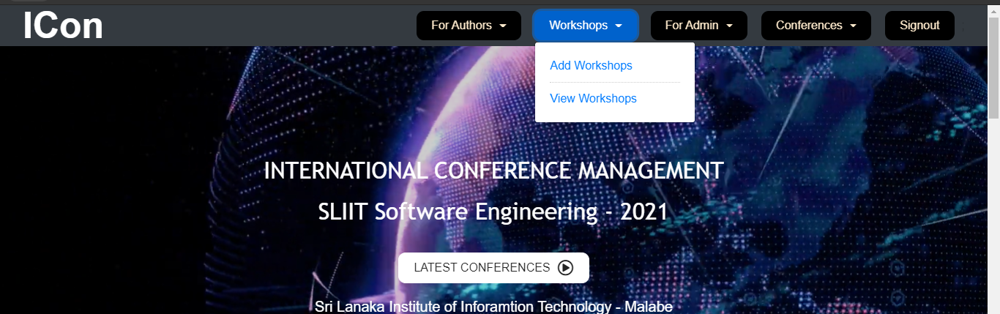 ICon
For Authors
Workshops
For Admin
Conferences
Signout
Add Workshops
View Workshops
INTERNATIONAL CONFERENCE MANAGEMENT
SLIIT Software Engineering - 2021
LATEST CONFERENCES
Sri Lanaka Institute of Inforamtion Technology - Malabe